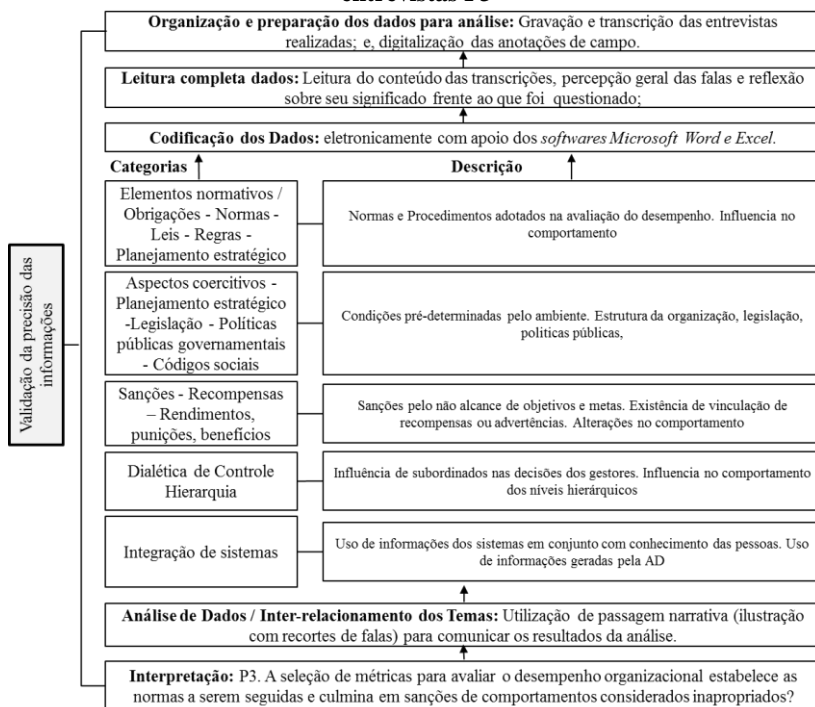 entrevistas P3
Organização e preparação dos dados para análise: Gravação e transcrição das entrevistas
realizadas; e, digitalização das anotações de campo.
Leitura completa dados: Leitura do conteúdo das transcrições, percepção geral das falas e reflexão
sobre seu significado frente ao que foi questionado;
Codificação dos Dados: eletronicamente com apoio dos softwares Microsoft Word e Excel.
Categorias
Descrição
Validação da precisão das
informações
Elementos normativos /
Obrigações - Normas -
Leis - Regras -
Planejamento estratégico
Normas e Procedimentos adotados na avaliação do desempenho. Influencia no
comportamento
Aspectos coercitivos -
Planejamento estratégico
-Legislação - Políticas
públicas governamentais
- Códigos sociais
Condições pré-determinadas pelo ambiente. Estrutura da organização, legislação,
politicas públicas,
Sanções - Recompensas
– Rendimentos,
punições, benefícios
Sanções pelo não alcance de objetivos e metas. Existência de vinculação de
recompensas ou advertências. Alterações no comportamento
Dialética de Controle
Hierarquia
Influência de subordinados nas decisões dos gestores. Influencia no comportamento
dos níveis hierárquicos
Integração de sistemas
Uso de informações dos sistemas em conjunto com conhecimento das pessoas. Uso
de informações geradas pela AD
Análise de Dados / Inter-relacionamento dos Temas: Utilização de passagem narrativa (ilustração
com recortes de falas) para comunicar os resultados da análise.
Interpretação: P3. A seleção de métricas para avaliar o desempenho organizacional estabelece as
normas a serem seguidas e culmina em sanções de comportamentos considerados inapropriados?